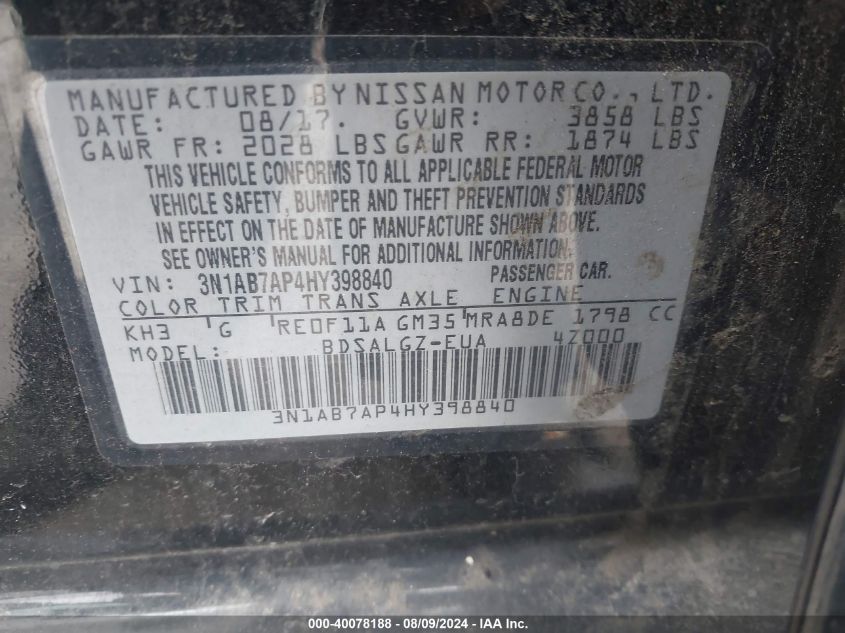 MANUFACTURED BY NISSAN MOTOR CO., LTD.
DATE: 08/17. GVWR: 3858 LBS
GAWR FR: 2028 LBS GAWR RR: 1874 LBS
THIS VEHICLE CONFORMS TO ALL APPLICABLE FEDERAL MOTOR
VEHICLE SAFETY, BUMPER AND THEFT PREVENTION STANDARDS
IN EFFECT ON THE DATE OF MANUFACTURE SHOWN ABOVE.
SEE OWNER'S MANUAL FOR ADDITIONAL INFORMATION.
VIN: 3N1AB7AP4HY398840 PASSENGER CAR.
COLOR TRIM TRANS AXLE ENGINE
KH3 G RE0F11A GM35 MRA8DE 1798 CC
MODEL: BDSALGZ-EUA 4Z000
3N1AB7AP4HY398840
000-40078188 - 08/09/2024 - IAA Inc.